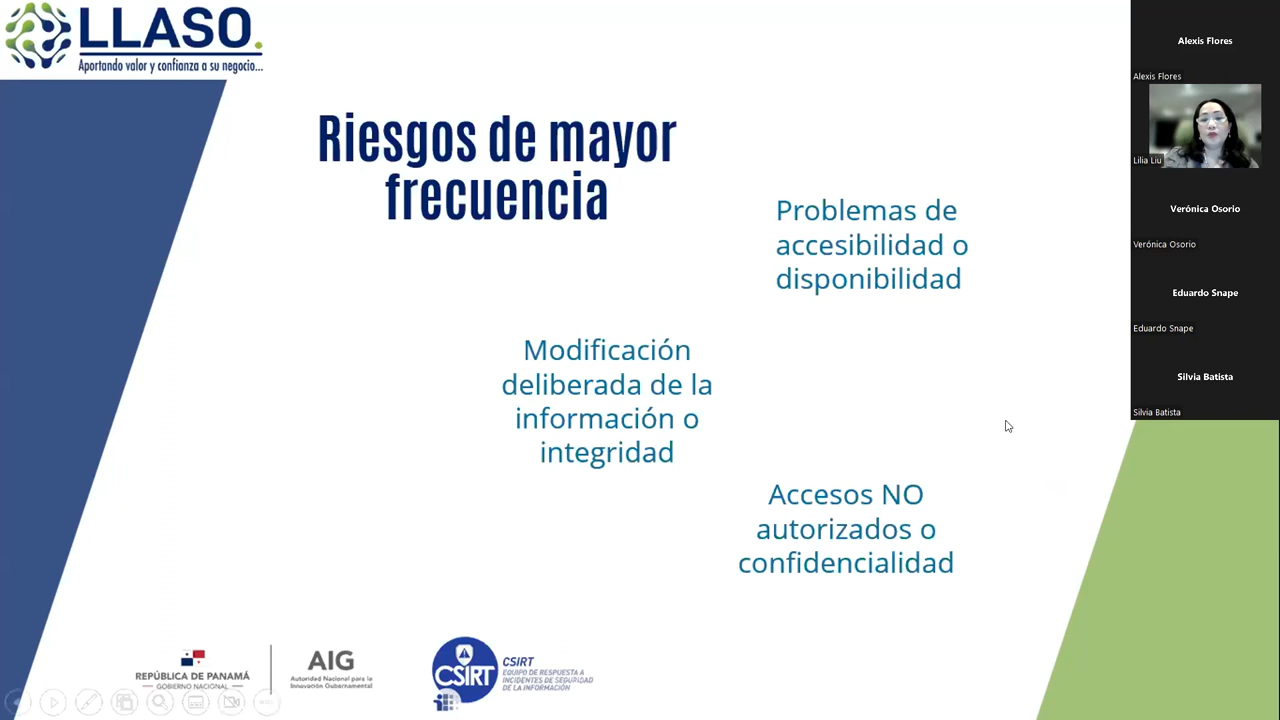 LLASO.
Aportando valor y confianza a su negocio...
Riesgos de mayor
frecuencia
Problemas de
accesibilidad o
disponibilidad
Modificación
deliberada de la
información o
integridad
Accesos NO
autorizados o
confidencialidad
REPÚBLICA DE PANAMÁ
GOBIERNO NACIONAL
AIG
Autoridad Nacional para la
Innovación Gubernamental
CSIRT
CSIRT
EQUIPO DE RESPUESTA A
INCIDENTES DE SEGURIDAD
DE LA INFORMACIÓN
Alexis Flores
Alexis Flores
Lilia Liu
Verónica Osorio
Verónica Osorio
Eduardo Snape
Eduardo Snape
Silvia Batista
Silvia Batista